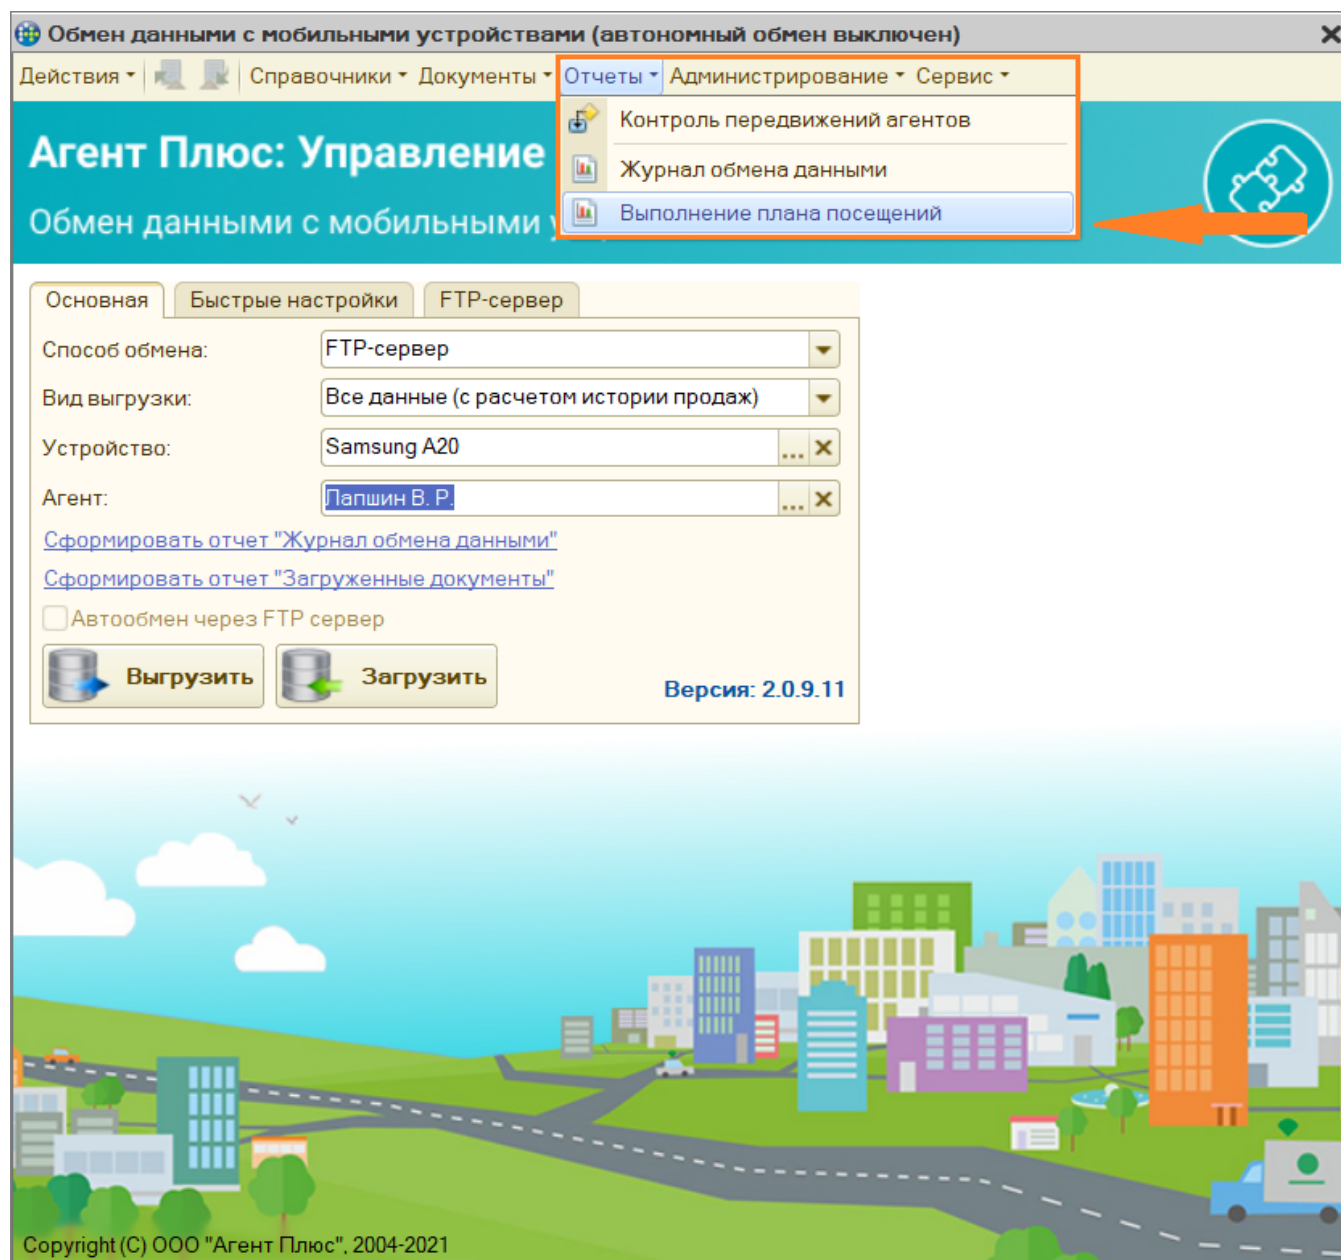 Обмен данными с мобильными устройствами (автономный обмен выключен)
Действия Справочники Документы Отчеты Администрирование Сервис
Контроль передвижений агентов
Журнал обмена данными
Выполнение плана посещений
Агент Плюс: Управление
Обмен данными с мобильными
Основная Быстрые настройки FTP-сервер
Способ обмена: FTP-сервер
Вид выгрузки: Все данные (с расчетом истории продаж)
Устройство: Samsung A20 ...
Агент: Лапшин В. Р. ...
Сформировать отчет "Журнал обмена данными"
Сформировать отчет "Загруженные документы"
Автообмен через FTP сервер
Выгрузить Загрузить
Версия: 2.0.9.11
Copyright (C) ООО "Агент Плюс", 2004-2021